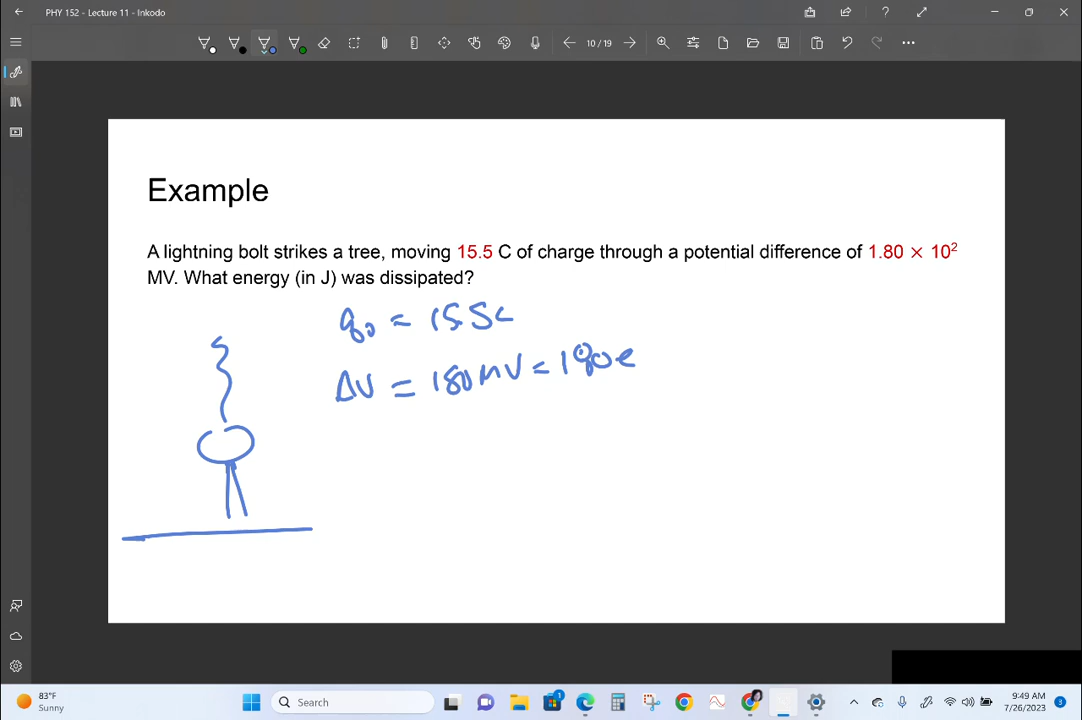 PHY 152 - Lecture 11 - Inkodo
10 / 19
Example
A lightning bolt strikes a tree, moving 15.5 C of charge through a potential difference of 1.80 × 10²
MV. What energy (in J) was dissipated?
q₀ = 15.5C
ΔV = 180 MV = 180 e
83°F
Sunny
Search
9:49 AM
7/26/2023
3